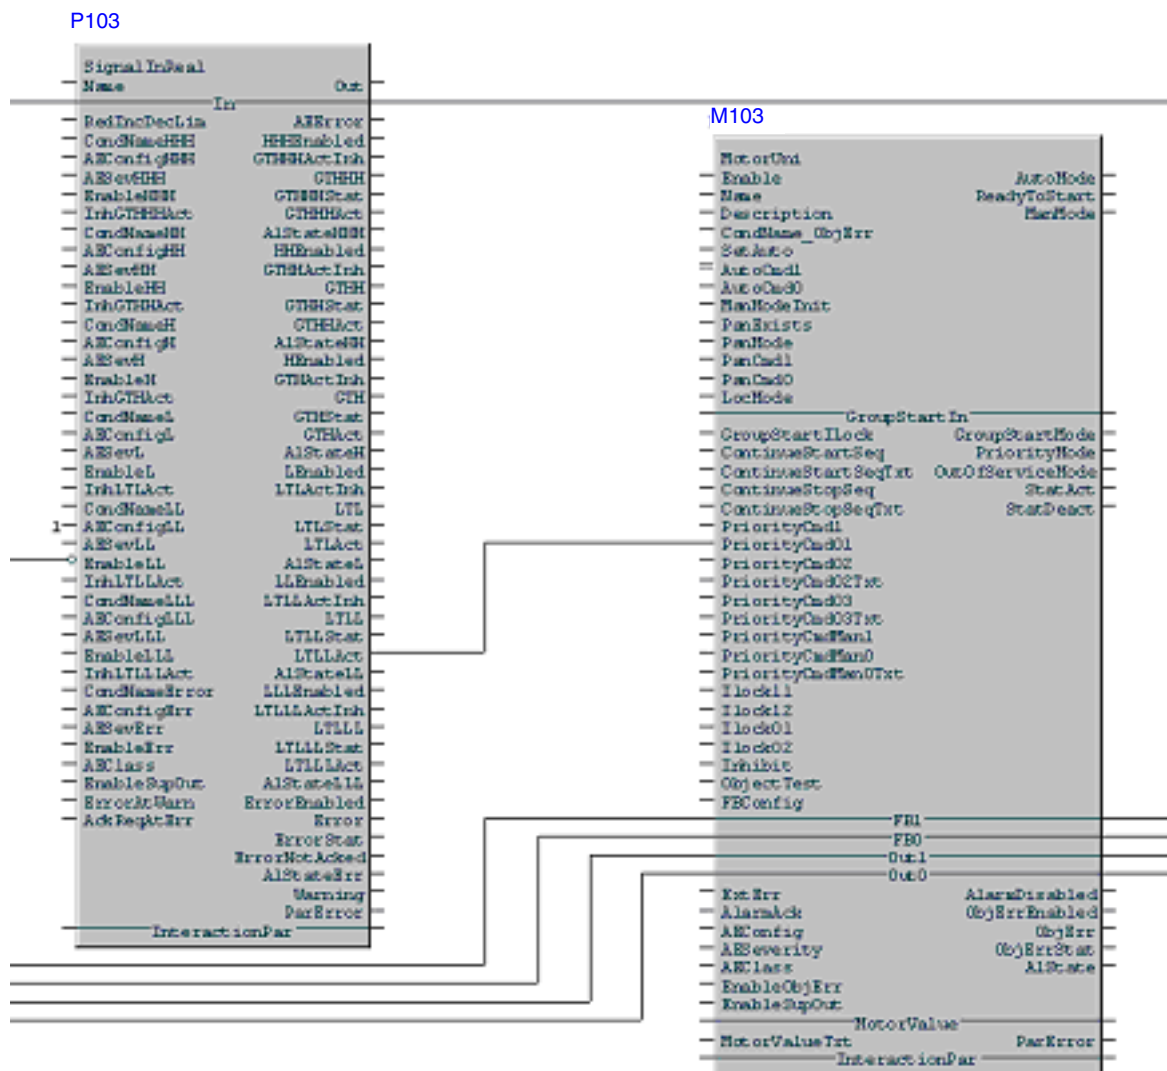 P103
SignalInReal
Name Out
In
RedIncDecLim AEError
CondNameHHH HHHEnabled
AEConfigHHH GTHHHActInh
AESevHHH GTHHH
EnableHHH GTHHHStat
InhGTHHHAct GTHHHAct
CondNameHH AlStateHHH
AEConfigHH HHEnabled
AESevHH GTHHActInh
EnableHH GTHH
InhGTHHAct GTHHStat
CondNameH GTHHAct
AEConfigH AlStateHH
AESevH HEnabled
EnableH GTHActInh
InhGTHAct GTH
CondNameL GTHStat
AEConfigL GTHAct
AESevL AlStateH
EnableL LEnabled
InhLTLAct LTLActInh
CondNameLL LTL
1 AEConfigLL LTLStat
AESevLL LTLAct
EnableLL AlStateL
InhLTLLAct LLEnabled
CondNameLLL LTLLActInh
AEConfigLLL LTLL
AESevLLL LTLLStat
EnableLLL LTLLAct
InhLTLLLAct AlStateLL
CondNameError LLLEnabled
AEConfigErr LTLLLActInh
AESevErr LTLLL
EnableErr LTLLLStat
AEClass LTLLLAct
EnableSupOut AlStateLLL
ErrorAtWarn ErrorEnabled
AckReqAtErr Error
ErrorStat
ErrorNotAcked
AlStateErr
Warning
ParError
InteractionPar
M103
MotorUni
Enable AutoMode
Name ReadyToStart
Description ManMode
CondName_ObjErr
SetAuto
AutoCmd1
AutoCmd0
ManModeInit
PanExists
PanMode
PanCmd1
PanCmd0
LocMode
GroupStartIn
GroupStartILock GroupStartMode
ContinueStartSeq PriorityMode
ContinueStartSeqTxt OutOfServiceMode
ContinueStopSeq StatAct
ContinueStopSeqTxt StatDeact
PriorityCmd1
PriorityCmd01
PriorityCmd02
PriorityCmd02Txt
PriorityCmd03
PriorityCmd03Txt
PriorityCmdMan1
PriorityCmdMan0
PriorityCmdMan0Txt
Ilock11
Ilock12
Ilock01
Ilock02
Inhibit
ObjectTest
FBConfig
FB1
FB0
Out1
Out0
ExtErr AlarmDisabled
AlarmAck ObjErrEnabled
AEConfig ObjErr
AESeverity ObjErrStat
AEClass AlState
EnableObjErr
EnableSupOut
MotorValue
MotorValueTxt ParError
InteractionPar